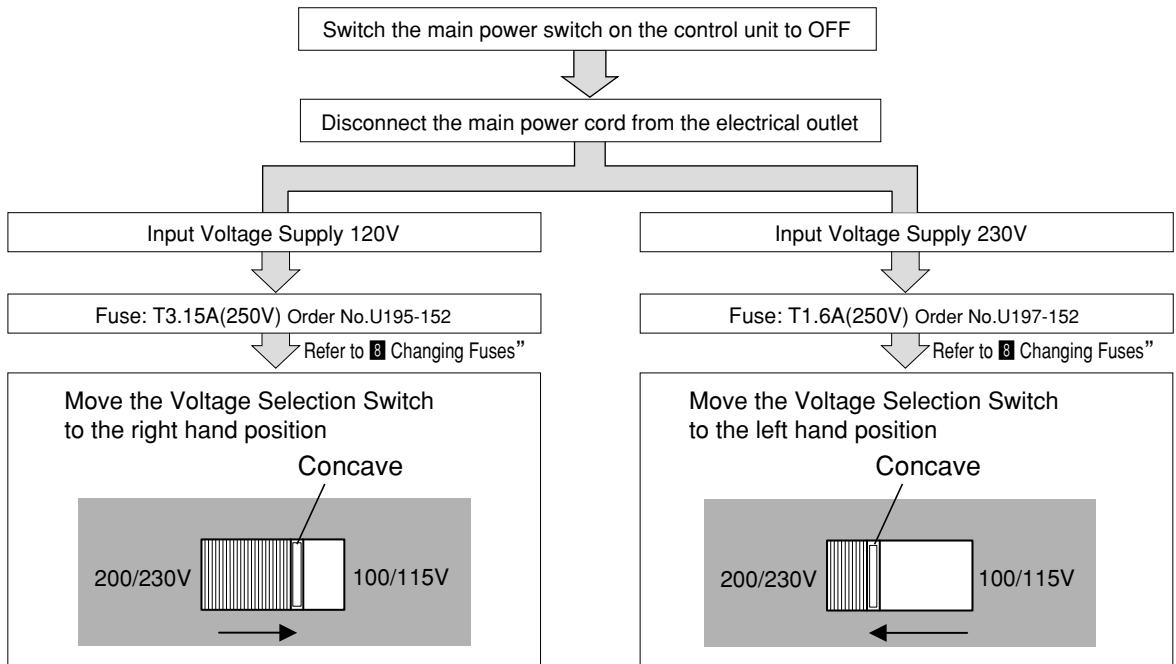 Switch the main power switch on the control unit to OFF
Disconnect the main power cord from the electrical outlet
Input Voltage Supply 120V
Fuse: T3.15A(250V) Order No.U195-152
Refer to 8 Changing Fuses”
Move the Voltage Selection Switch
to the right hand position
Concave
200/230V
100/115V
Input Voltage Supply 230V
Fuse: T1.6A(250V) Order No.U197-152
Refer to 8 Changing Fuses”
Move the Voltage Selection Switch
to the left hand position
Concave
200/230V
100/115V